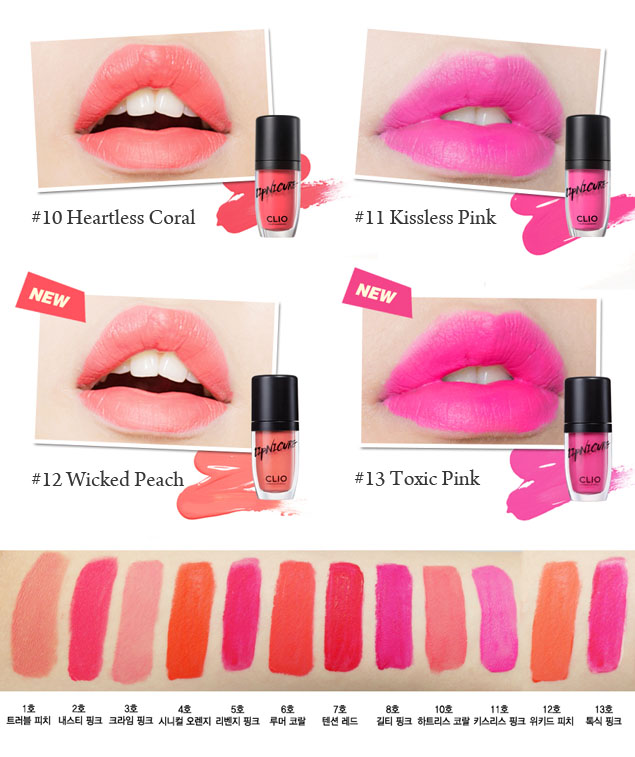 LipNICURE
CLIO
#10 Heartless Coral
LipNICURE
CLIO
#11 Kissless Pink
NEW
LipNICURE
CLIO
#12 Wicked Peach
NEW
LipNICURE
CLIO
#13 Toxic Pink
1호 2호 3호 4호 5호 6호 7호 8호 10호 11호 12호 13호
트러블 피치 내스티 핑크 크라임 핑크 시니컬 오렌지 리벤지 핑크 루머 코랄 텐션 레드 길티 핑크 하트리스 코랄 키스리스 핑크 위키드 피치 톡식 핑크